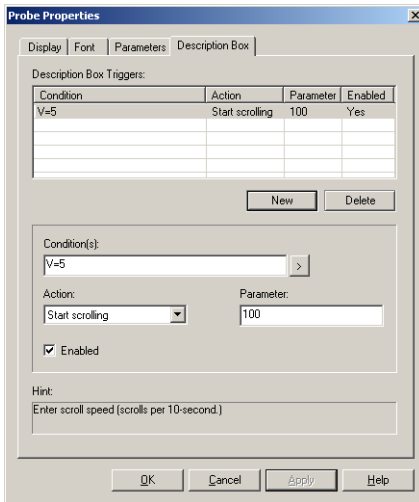 Probe Properties
Display Font Parameters Description Box
Description Box Triggers:
Condition Action Parameter Enabled
V=5 Start scrolling 100 Yes
New Delete
Condition(s):
V=5 >
Action: Parameter:
Start scrolling 100
Enabled
Hint:
Enter scroll speed (scrolls per 10-second.)
OK Cancel Apply Help